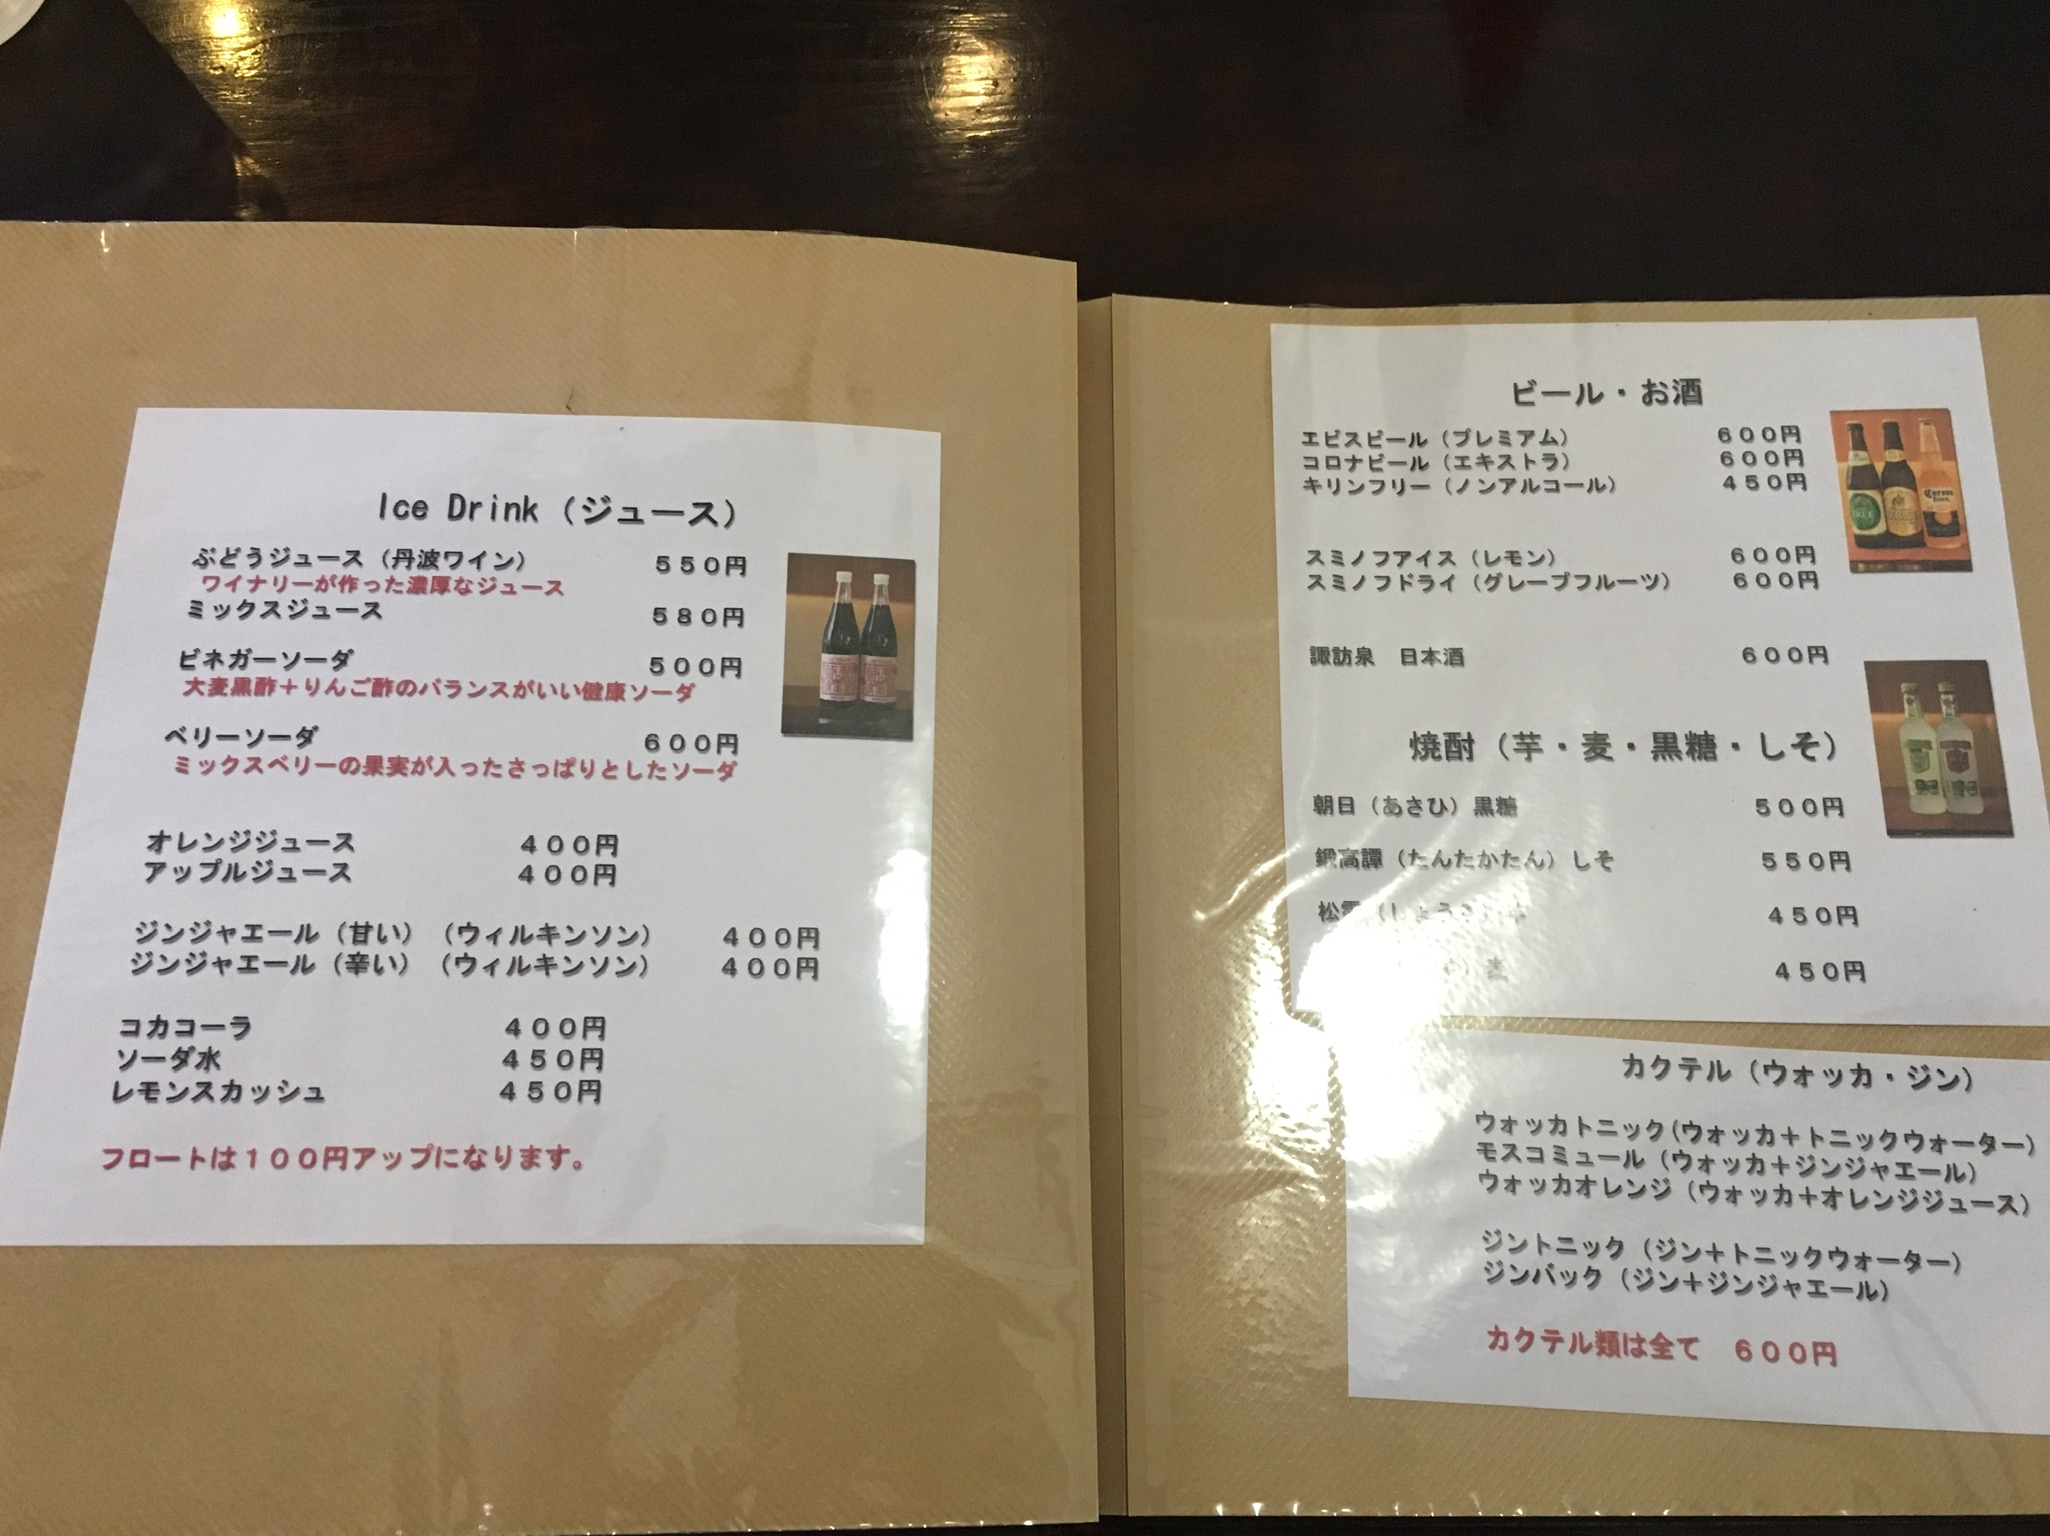 Ice Drink（ジュース）
ぶどうジュース（丹波ワイン） ５５０円
ワイナリーが作った濃厚なジュース
ミックスジュース ５８０円
ビネガーソーダ ５００円
大麦黒酢＋りんご酢のバランスがいい健康ソーダ
ベリーソーダ ６００円
ミックスベリーの果実が入ったさっぱりとしたソーダ
オレンジジュース ４００円
アップルジュース ４００円
ジンジャエール（甘い）（ウィルキンソン） ４００円
ジンジャエール（辛い）（ウィルキンソン） ４００円
コカコーラ ４００円
ソーダ水 ４５０円
レモンスカッシュ ４５０円
フロートは１００円アップになります。
ビール・お酒
エビスビール（プレミアム） ６００円
コロナビール（エキストラ） ６００円
キリンフリー（ノンアルコール） ４５０円
スミノフアイス（レモン） ６００円
スミノフドライ（グレープフルーツ） ６００円
諏訪泉　日本酒 ６００円
焼酎（芋・麦・黒糖・しそ）
朝日（あさひ）黒糖 ５００円
鍛高譚（たんたかたん）しそ ５５０円
４５０円
麦 ４５０円
カクテル（ウォッカ・ジン）
ウォッカトニック(ウォッカ＋トニックウォーター）
モスコミュール（ウォッカ＋ジンジャエール）
ウォッカオレンジ（ウォッカ＋オレンジジュース）
ジントニック（ジン＋トニックウォーター）
ジンバック（ジン＋ジンジャエール）
カクテル類は全て　６００円